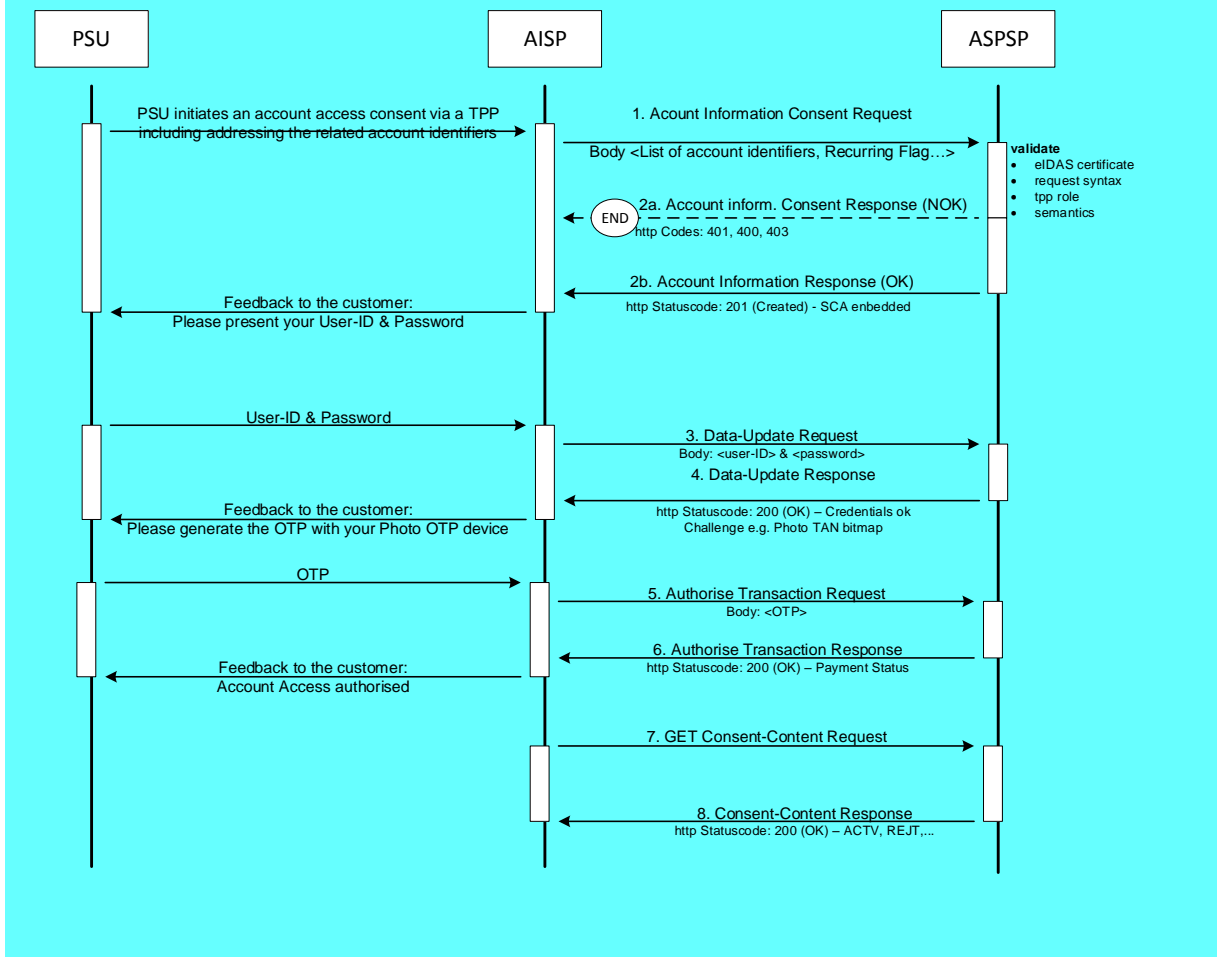 PSU
AISP
ASPSP
PSU initiates an account access consent via a TPP
including addressing the related account identifiers
1. Acount Information Consent Request
Body <List of account identifiers, Recurring Flag…>
validate
• eIDAS certificate
• request syntax
• tpp role
• semantics
2a. Account inform. Consent Response (NOK)
END
http Codes: 401, 400, 403
2b. Account Information Response (OK)
http Statuscode: 201 (Created) - SCA enbedded
Feedback to the customer:
Please present your User-ID & Password
User-ID & Password
3. Data-Update Request
Body: <user-ID> & <password>
4. Data-Update Response
http Statuscode: 200 (OK) – Credentials ok
Challenge e.g. Photo TAN bitmap
Feedback to the customer:
Please generate the OTP with your Photo OTP device
OTP
5. Authorise Transaction Request
Body: <OTP>
6. Authorise Transaction Response
http Statuscode: 200 (OK) – Payment Status
Feedback to the customer:
Account Access authorised
7. GET Consent-Content Request
8. Consent-Content Response
http Statuscode: 200 (OK) – ACTV, REJT,...